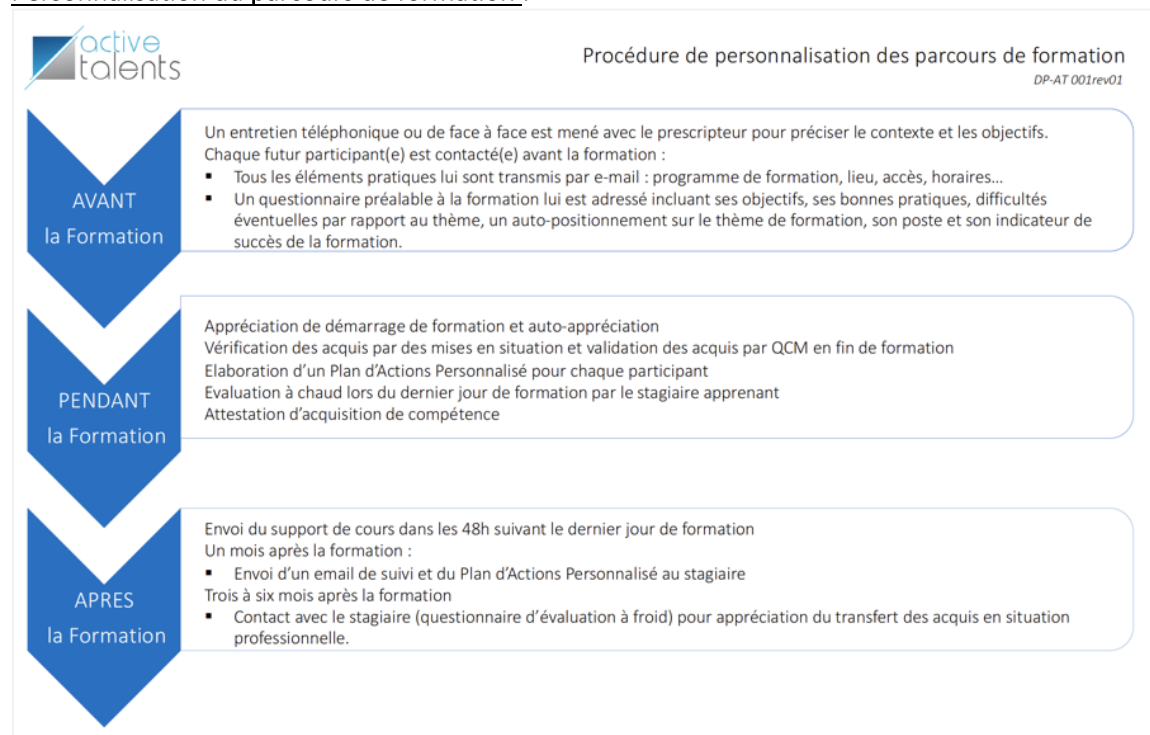 Personnalisation du parcours de formation :
active
talents
Procédure de personnalisation des parcours de formation
DP-AT 001rev01
AVANT
la Formation
Un entretien téléphonique ou de face à face est mené avec le prescripteur pour préciser le contexte et les objectifs.
Chaque futur participant(e) est contacté(e) avant la formation :
▪ Tous les éléments pratiques lui sont transmis par e-mail : programme de formation, lieu, accès, horaires…
▪ Un questionnaire préalable à la formation lui est adressé incluant ses objectifs, ses bonnes pratiques, difficultés
éventuelles par rapport au thème, un auto-positionnement sur le thème de formation, son poste et son indicateur de
succès de la formation.
PENDANT
la Formation
Appréciation de démarrage de formation et auto-appréciation
Vérification des acquis par des mises en situation et validation des acquis par QCM en fin de formation
Elaboration d’un Plan d’Actions Personnalisé pour chaque participant
Evaluation à chaud lors du dernier jour de formation par le stagiaire apprenant
Attestation d’acquisition de compétence
APRES
la Formation
Envoi du support de cours dans les 48h suivant le dernier jour de formation
Un mois après la formation :
▪ Envoi d’un email de suivi et du Plan d’Actions Personnalisé au stagiaire
Trois à six mois après la formation
▪ Contact avec le stagiaire (questionnaire d’évaluation à froid) pour appréciation du transfert des acquis en situation
professionnelle.